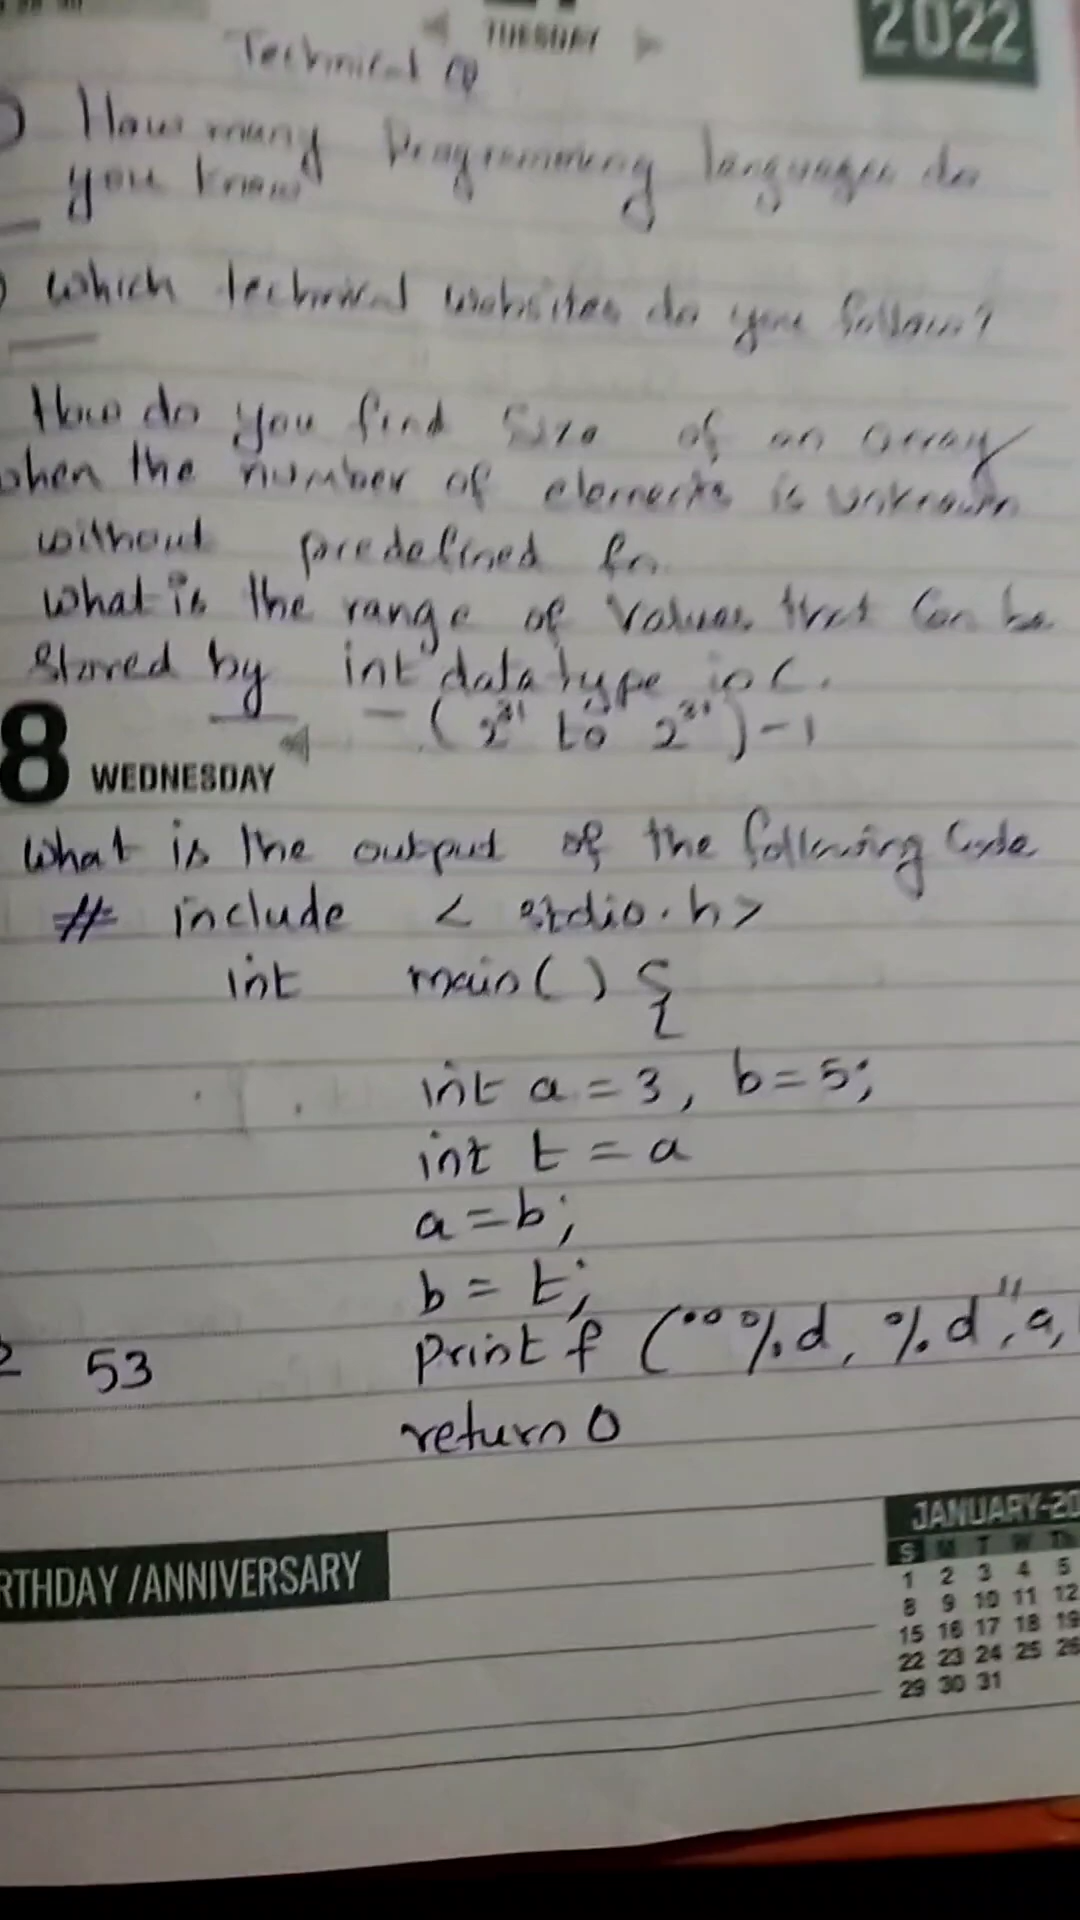 TUESDAY
2022
Technical Q
How many Programming languages do
you know
which technical websites do you follow?
How do you find Size of an array
when the number of elements is unknown
without predefined fn
what is the range of Values that Can be
Stored by int data type in C.
- (2³¹ to 2³¹) -1
8 WEDNESDAY
what is the output of the following Code
# include < stdio.h>
int main( ) {
int a = 3, b = 5;
int t = a
a = b;
b = t;
53 printf ("%d, %d", a,
return 0
JANUARY-20
RTHDAY /ANNIVERSARY
S M T W Th
1 2 3 4 5
8 9 10 11 12
15 16 17 18 19
22 23 24 25 26
29 30 31